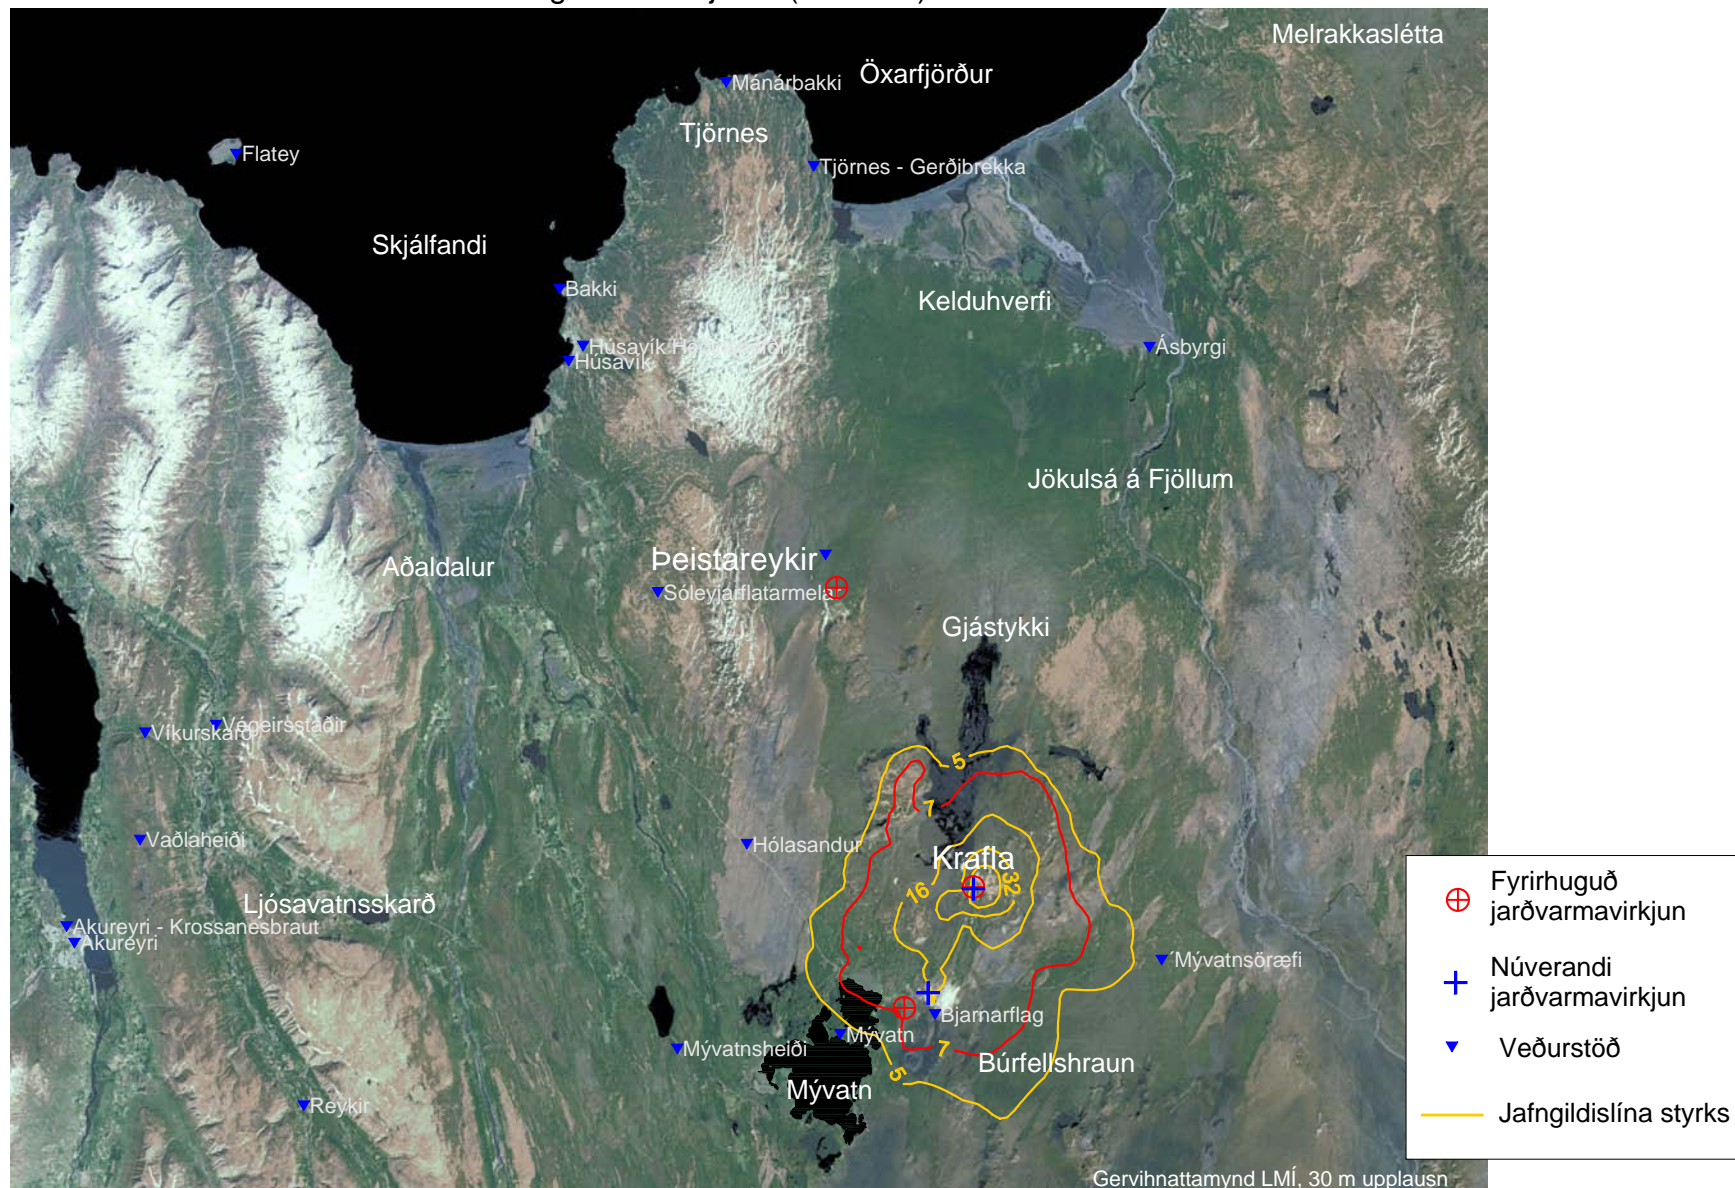 Melrakkaslétta
Öxarfjörður
Mánárbakki
Tjörnes
Flatey
Tjörnes - Gerðibrekka
Skjálfandi
Bakki
Kelduhverfi
Húsavík
Húsavík
Ásbyrgi
Jökulsá á Fjöllum
Þeistareykir
Aðaldalur
Sóleyjarflatarmelar
Gjástykki
Végeirsstaðir
Víkurskarð
5
7
Vaðlaheiði
Hólasandur
Krafla
32
16
Ljósavatnsskarð
Akureyri - Krossanesbraut
Akureyri
Mývatnsöræfi
Bjarnarflag
Mývatn
Mývatnsheiði
7
Búrfellshraun
5
Mývatn
Reykir
Gervihnattamynd LMÍ, 30 m upplausn
Fyrirhuguð
jarðvarmavirkjun
Núverandi
jarðvarmavirkjun
Veðurstöð
Jafngildislína styrks